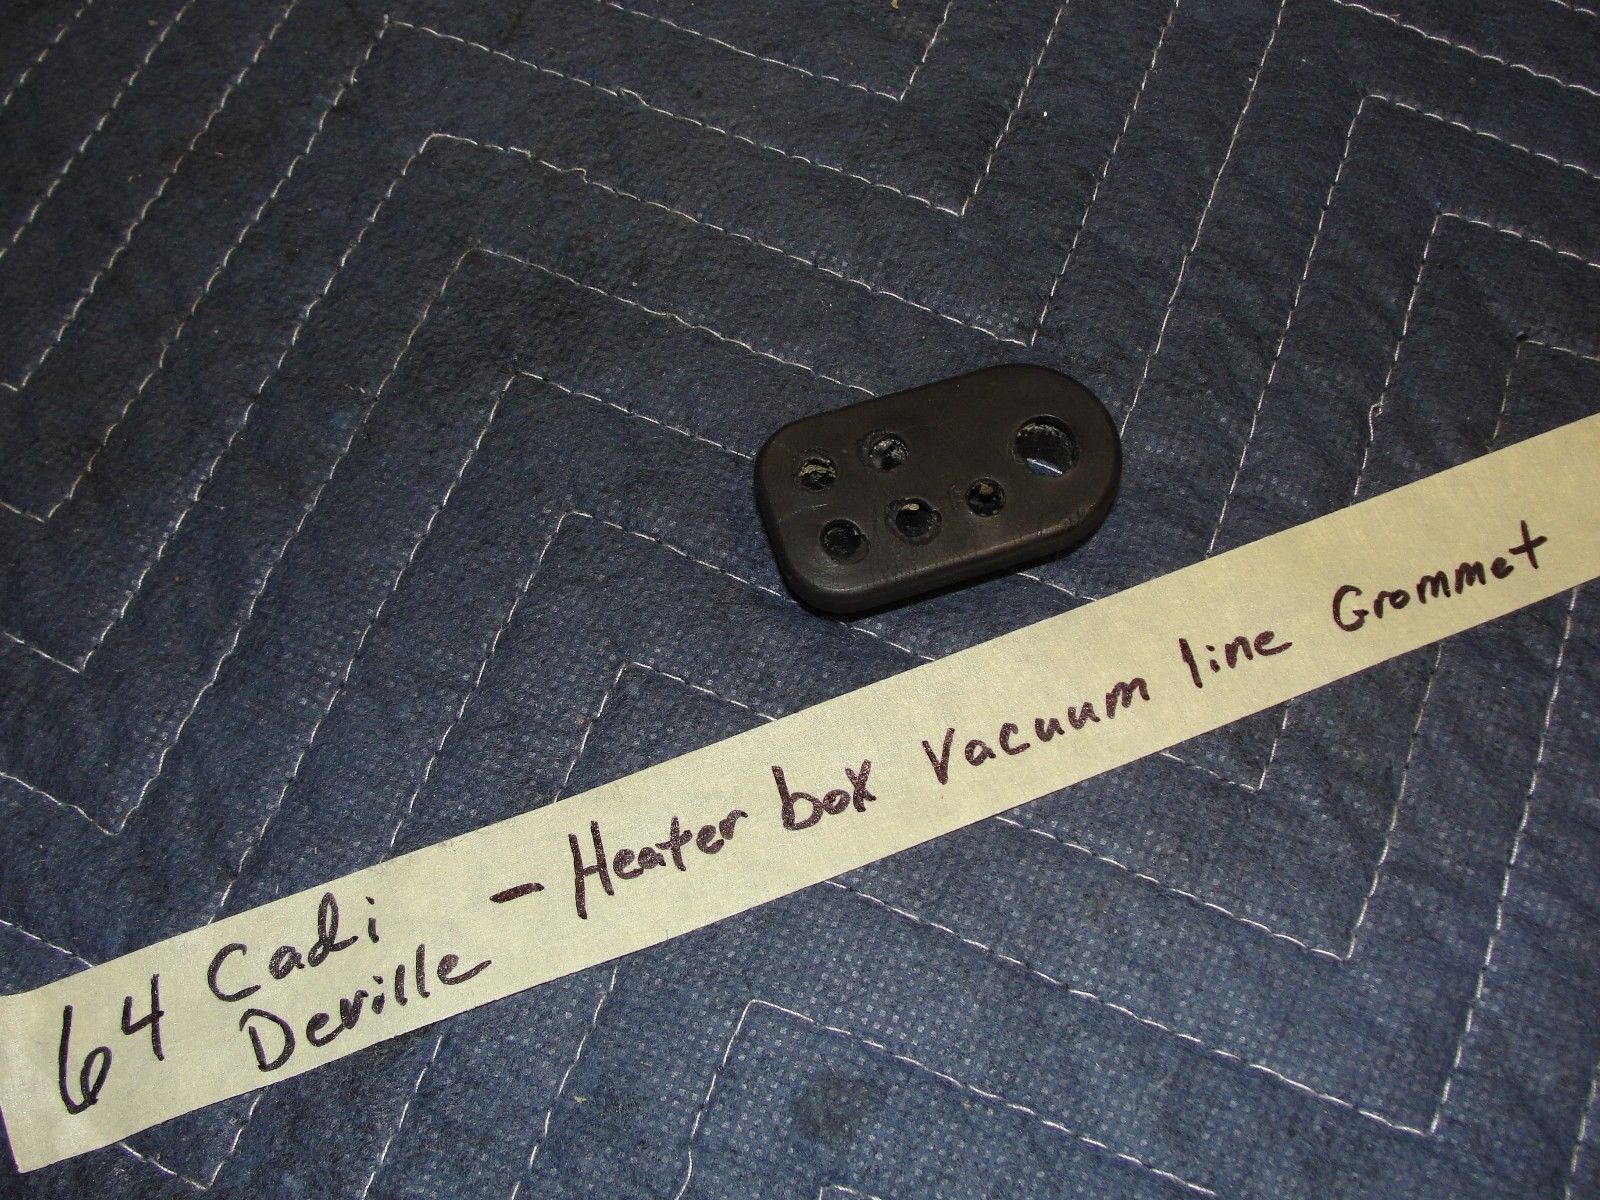 64 Cadi Deville - Heater box Vacuum line Grommet